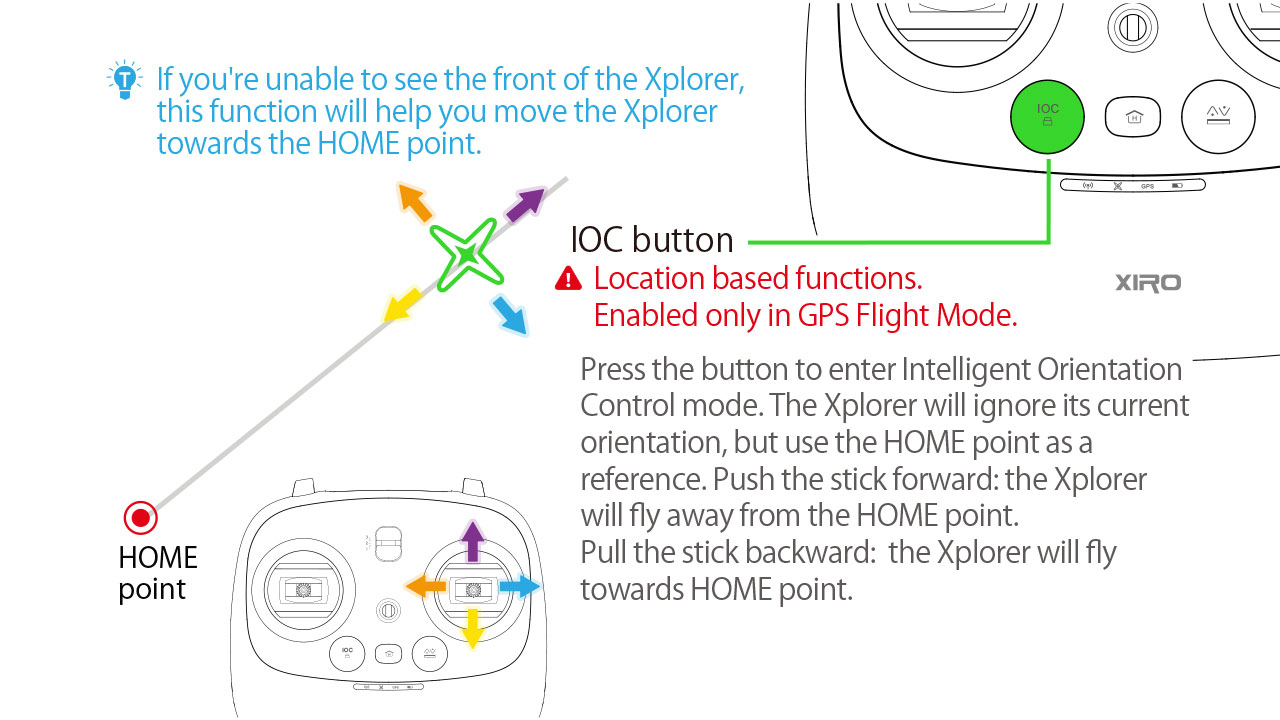 If you're unable to see the front of the Xplorer,
this function will help you move the Xplorer
towards the HOME point.
IOC
H
GPS
IOC button
Location based functions.
Enabled only in GPS Flight Mode.
XIRO
Press the button to enter Intelligent Orientation
Control mode. The Xplorer will ignore its current
orientation, but use the HOME point as a
reference. Push the stick forward: the Xplorer
will fly away from the HOME point.
Pull the stick backward: the Xplorer will fly
towards HOME point.
HOME
point
IOC
H
GPS